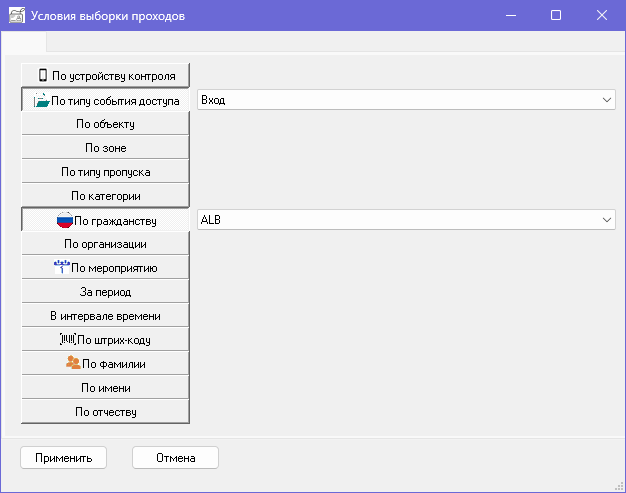 Условия выборки проходов
По устройству контроля
По типу события доступа
Вход
По объекту
По зоне
По типу пропуска
По категории
По гражданству
ALB
По организации
По мероприятию
За период
В интервале времени
По штрих-коду
По фамилии
По имени
По отчеству
Применить
Отмена